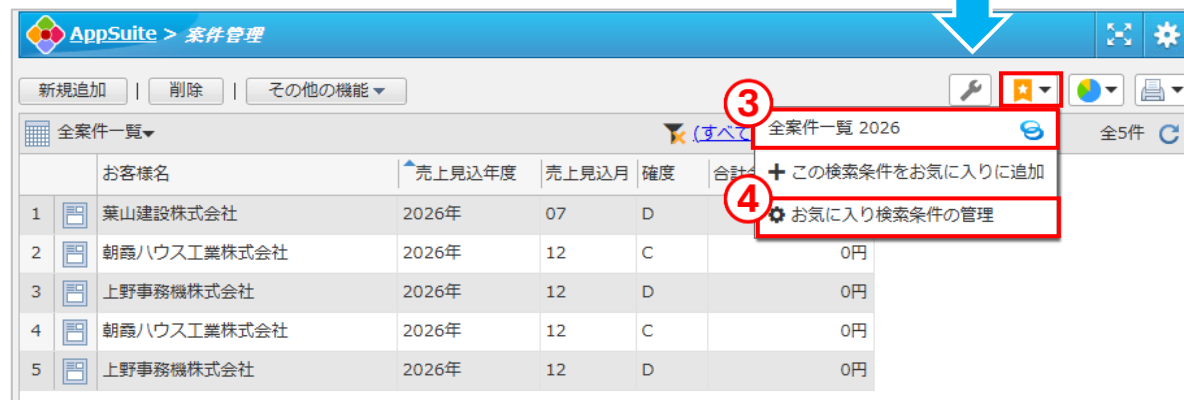 AppSuite > 案件管理
新規追加 | 削除 | その他の機能
全案件一覧 (すべて 全5件
③ 全案件一覧 2026
この検索条件をお気に入りに追加
④ お気に入り検索条件の管理
お客様名 売上見込年度 売上見込月 確度 合計
1 葉山建設株式会社 2026年 07 D
2 朝霞ハウス工業株式会社 2026年 12 C 0円
3 上野事務機株式会社 2026年 12 D 0円
4 朝霞ハウス工業株式会社 2026年 12 C 0円
5 上野事務機株式会社 2026年 12 D 0円